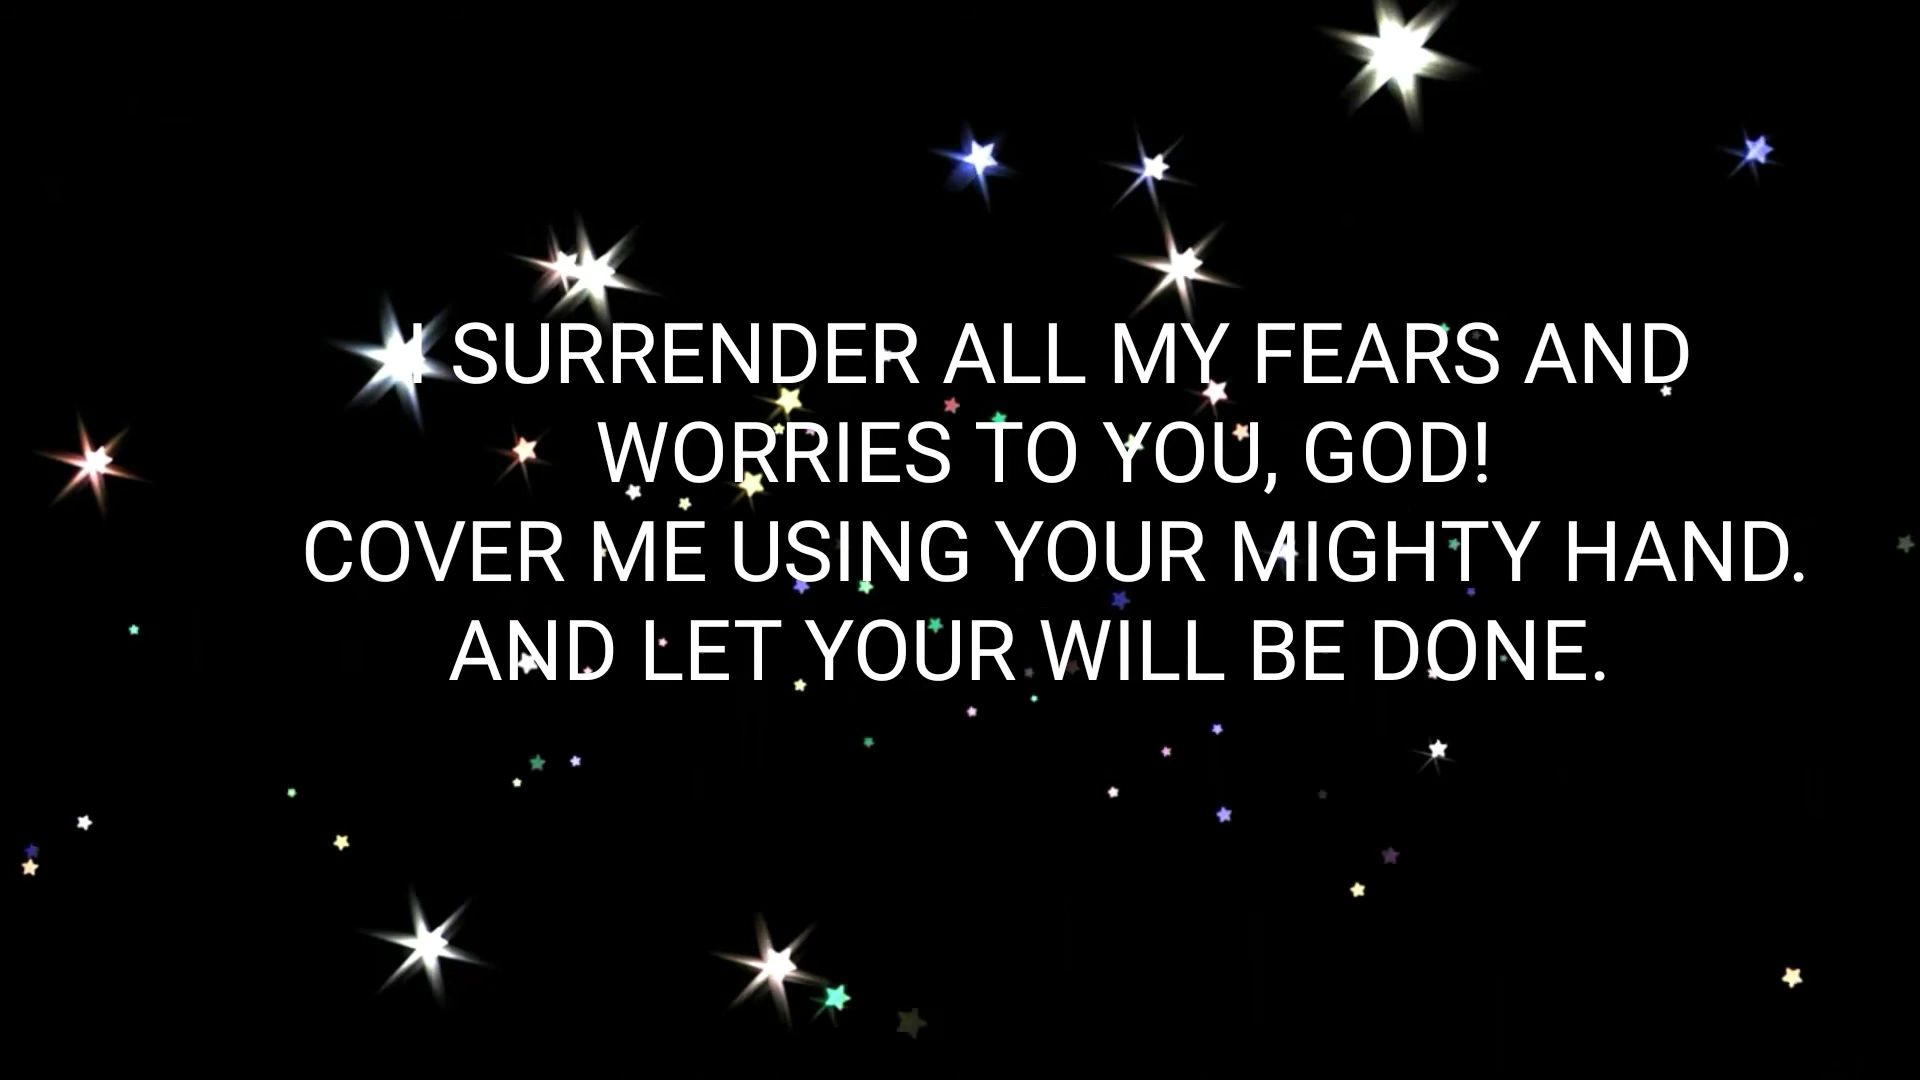 I SURRENDER ALL MY FEARS AND
WORRIES TO YOU, GOD!
COVER ME USING YOUR MIGHTY HAND.
AND LET YOUR WILL BE DONE.